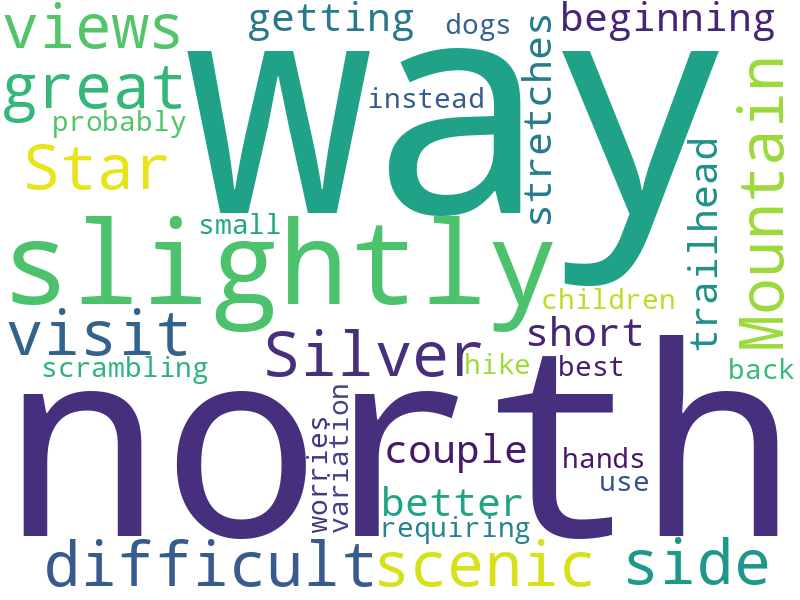 views
getting
dogs
beginning
way
great
instead
stretches
probably
Star
Mountain
trailhead
small
slightly
children
visit
Silver
short
scrambling
hike
best
back
north
worries
variation
couple
hands
use
better
requiring
difficult
scenic
side